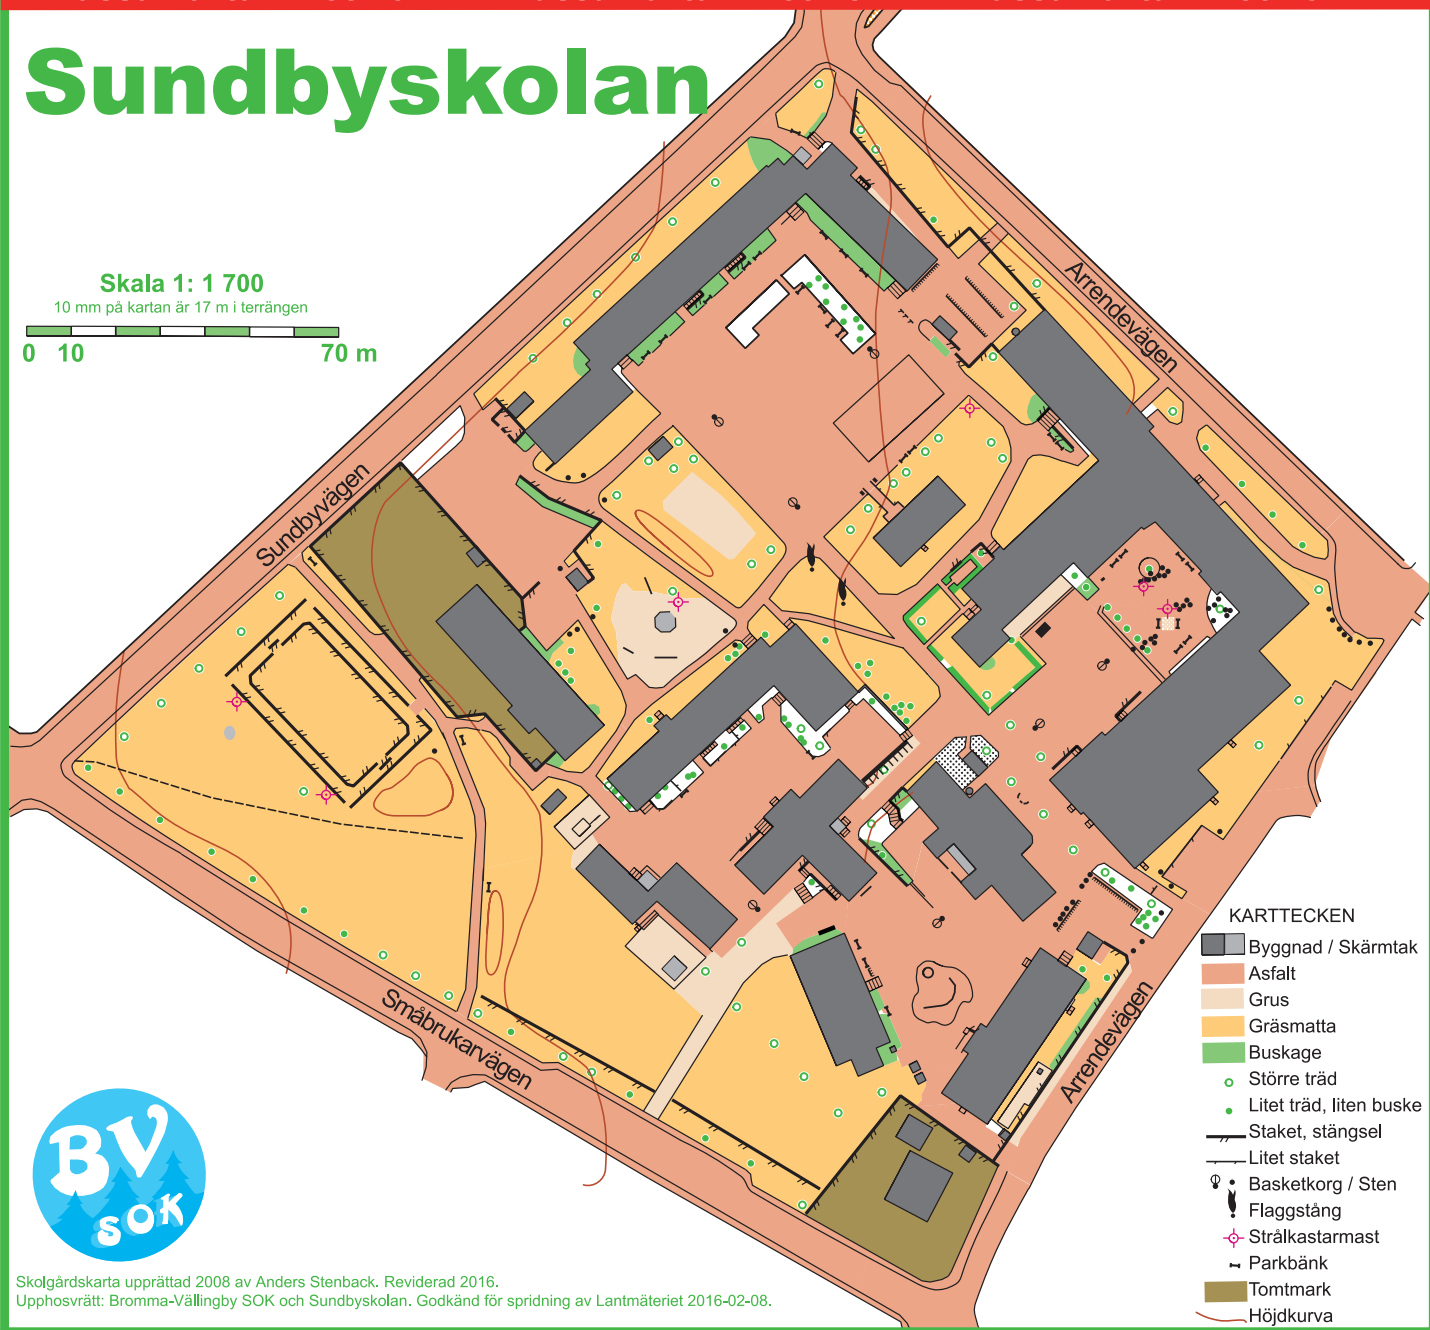 Sundbyskolan
Skala 1: 1 700
10 mm på kartan är 17 m i terrängen
0 10 70 m
Arrendevägen
Sundbyvägen
Småbrukarvägen
Arrendevägen
KARTTECKEN
Byggnad / Skärmtak
Asfalt
Grus
Gräsmatta
Buskage
Större träd
Litet träd, liten buske
Staket, stängsel
Litet staket
Basketkorg / Sten
Flaggstång
Strålkastarmast
Parkbänk
Tomtmark
Höjdkurva
BV
SOK
Skolgårdskarta upprättad 2008 av Anders Stenback. Reviderad 2016.
Upphosvrätt: Bromma-Vällingby SOK och Sundbyskolan. Godkänd för spridning av Lantmäteriet 2016-02-08.